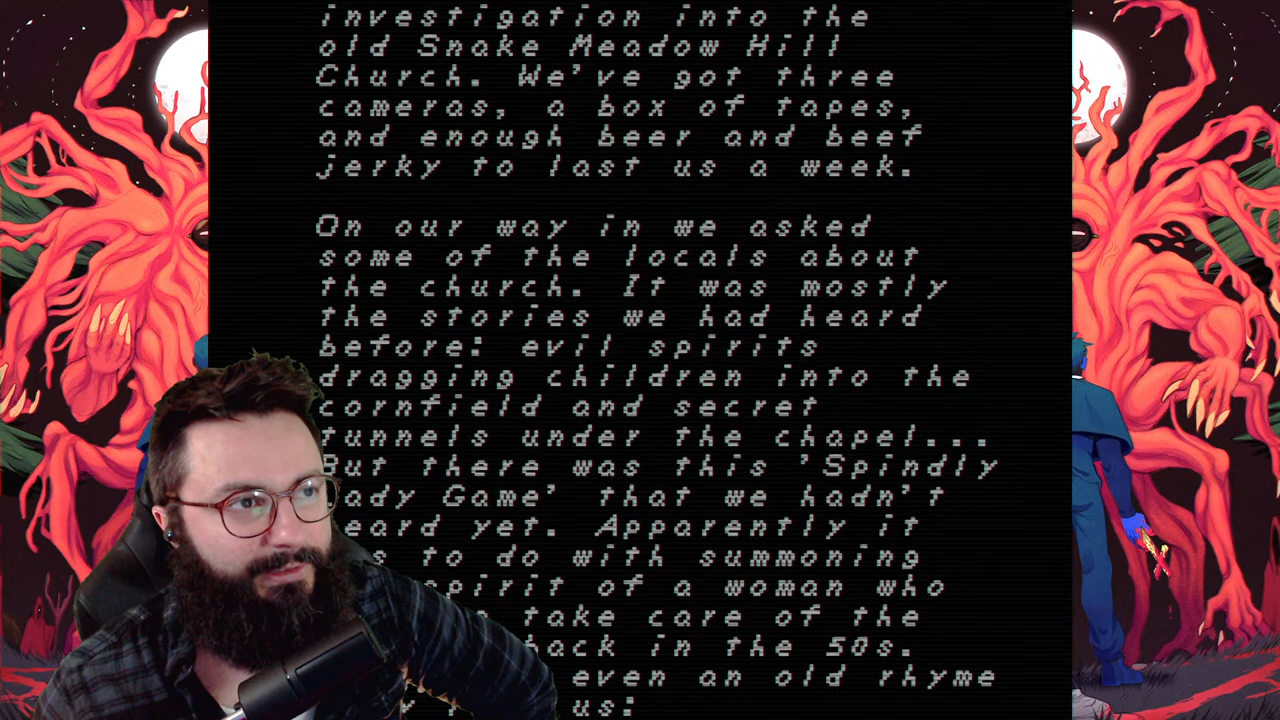 investigation into the
old Snake Meadow Hill
Church. We've got three
cameras, a box of tapes,
and enough beer and beef
jerky to last us a week.
On our way in we asked
some of the locals about
the church. It was mostly
the stories we had heard
before: evil spirits
dragging children into the
cornfield and secret
tunnels under the chapel...
But there was this 'Spindly
Lady Game' that we hadn't
heard yet. Apparently it
to do with summoning
spirit of a woman who
take care of the
back in the 50s.
even an old rhyme
us: